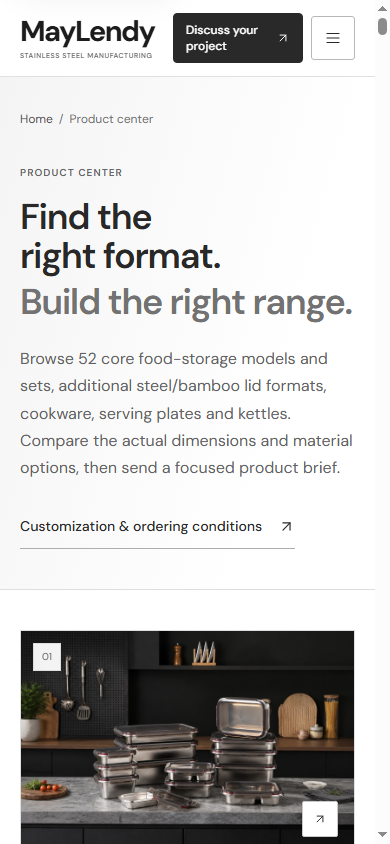 MayLendy
STAINLESS STEEL MANUFACTURING
Discuss your
project
Home / Product center
PRODUCT CENTER
Find the
right format.
Build the right range.
Browse 52 core food-storage models and
sets, additional steel/bamboo lid formats,
cookware, serving plates and kettles.
Compare the actual dimensions and material
options, then send a focused product brief.
Customization & ordering conditions
01